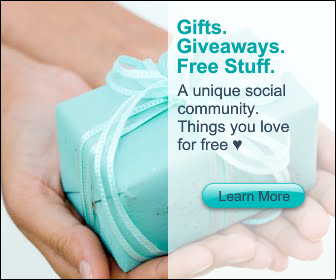 Gifts.
Giveaways.
Free Stuff.
A unique social
community.
Things you love
for free ♥
Learn More